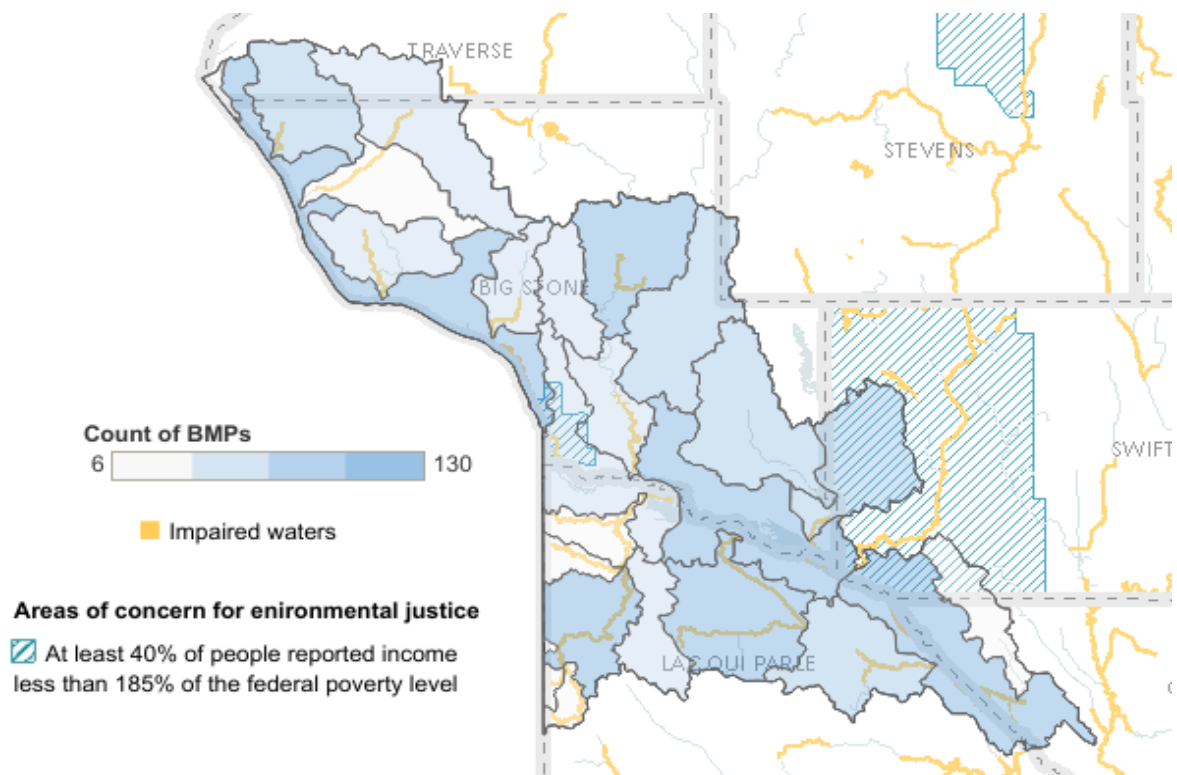 TRAVERSE
STEVENS
BIG STONE
Count of BMPs
6 130
SWIFT
Impaired waters
Areas of concern for enironmental justice
At least 40% of people reported income
less than 185% of the federal poverty level
LAC QUI PARLE